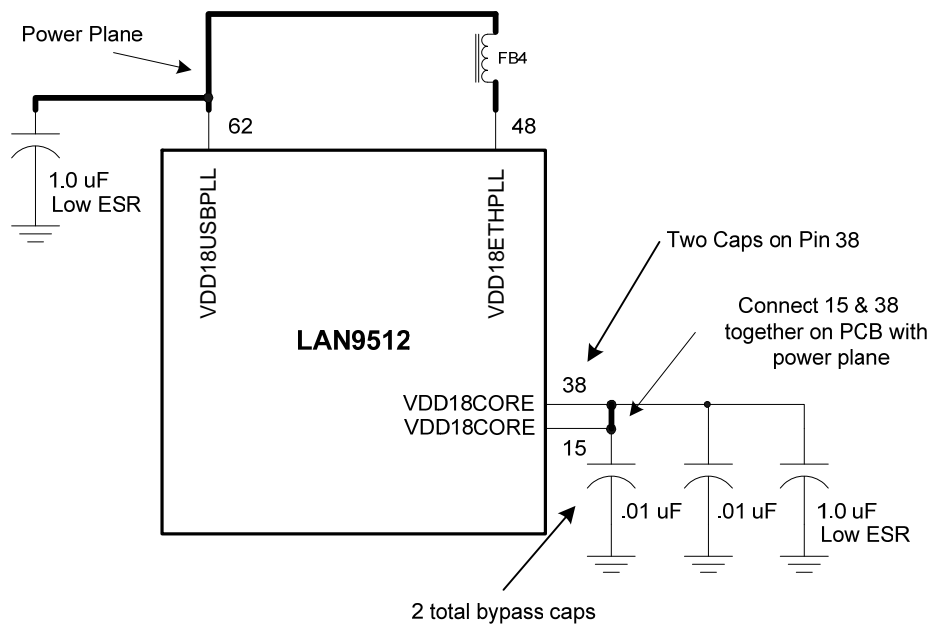 Power Plane
FB4
62
48
1.0 uF
Low ESR
VDD18USBPLL
VDD18ETHPLL
Two Caps on Pin 38
Connect 15 & 38
together on PCB with
power plane
LAN9512
38
VDD18CORE
VDD18CORE
15
.01 uF
.01 uF
1.0 uF
Low ESR
2 total bypass caps